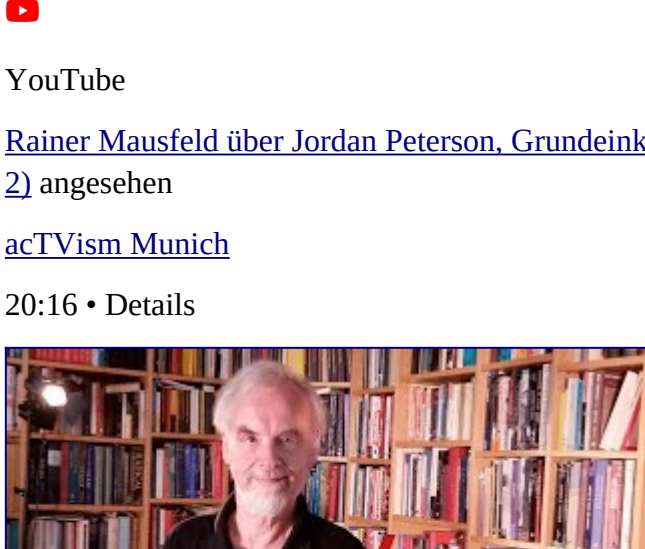 YouTube
Rainer Mausfeld über Jordan Peterson, Grundeink
2) angesehen
acTVism Munich
20:16 • Details